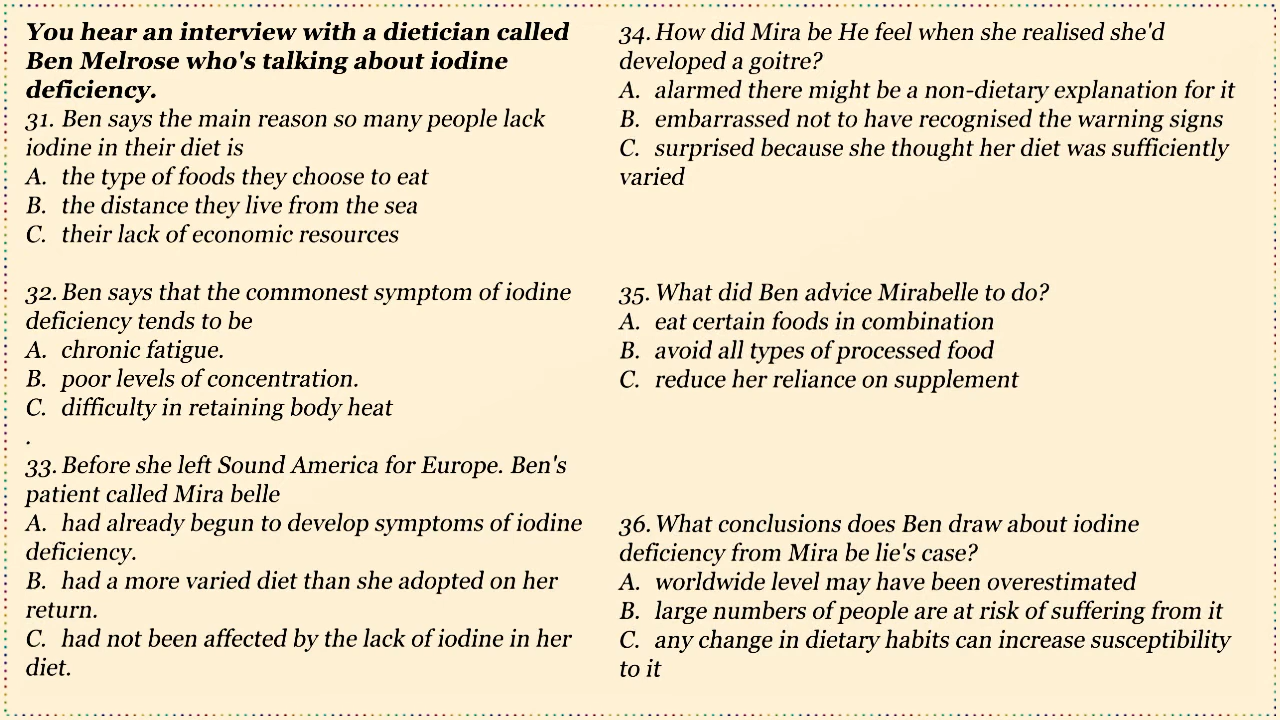 You hear an interview with a dietician called
Ben Melrose who's talking about iodine
deficiency.
31. Ben says the main reason so many people lack
iodine in their diet is
A. the type of foods they choose to eat
B. the distance they live from the sea
C. their lack of economic resources
32. Ben says that the commonest symptom of iodine
deficiency tends to be
A. chronic fatigue.
B. poor levels of concentration.
C. difficulty in retaining body heat
.
33. Before she left Sound America for Europe. Ben's
patient called Mira belle
A. had already begun to develop symptoms of iodine
deficiency.
B. had a more varied diet than she adopted on her
return.
C. had not been affected by the lack of iodine in her
diet.
34. How did Mira be He feel when she realised she'd
developed a goitre?
A. alarmed there might be a non-dietary explanation for it
B. embarrassed not to have recognised the warning signs
C. surprised because she thought her diet was sufficiently
varied
35. What did Ben advice Mirabelle to do?
A. eat certain foods in combination
B. avoid all types of processed food
C. reduce her reliance on supplement
36. What conclusions does Ben draw about iodine
deficiency from Mira be lie's case?
A. worldwide level may have been overestimated
B. large numbers of people are at risk of suffering from it
C. any change in dietary habits can increase susceptibility
to it